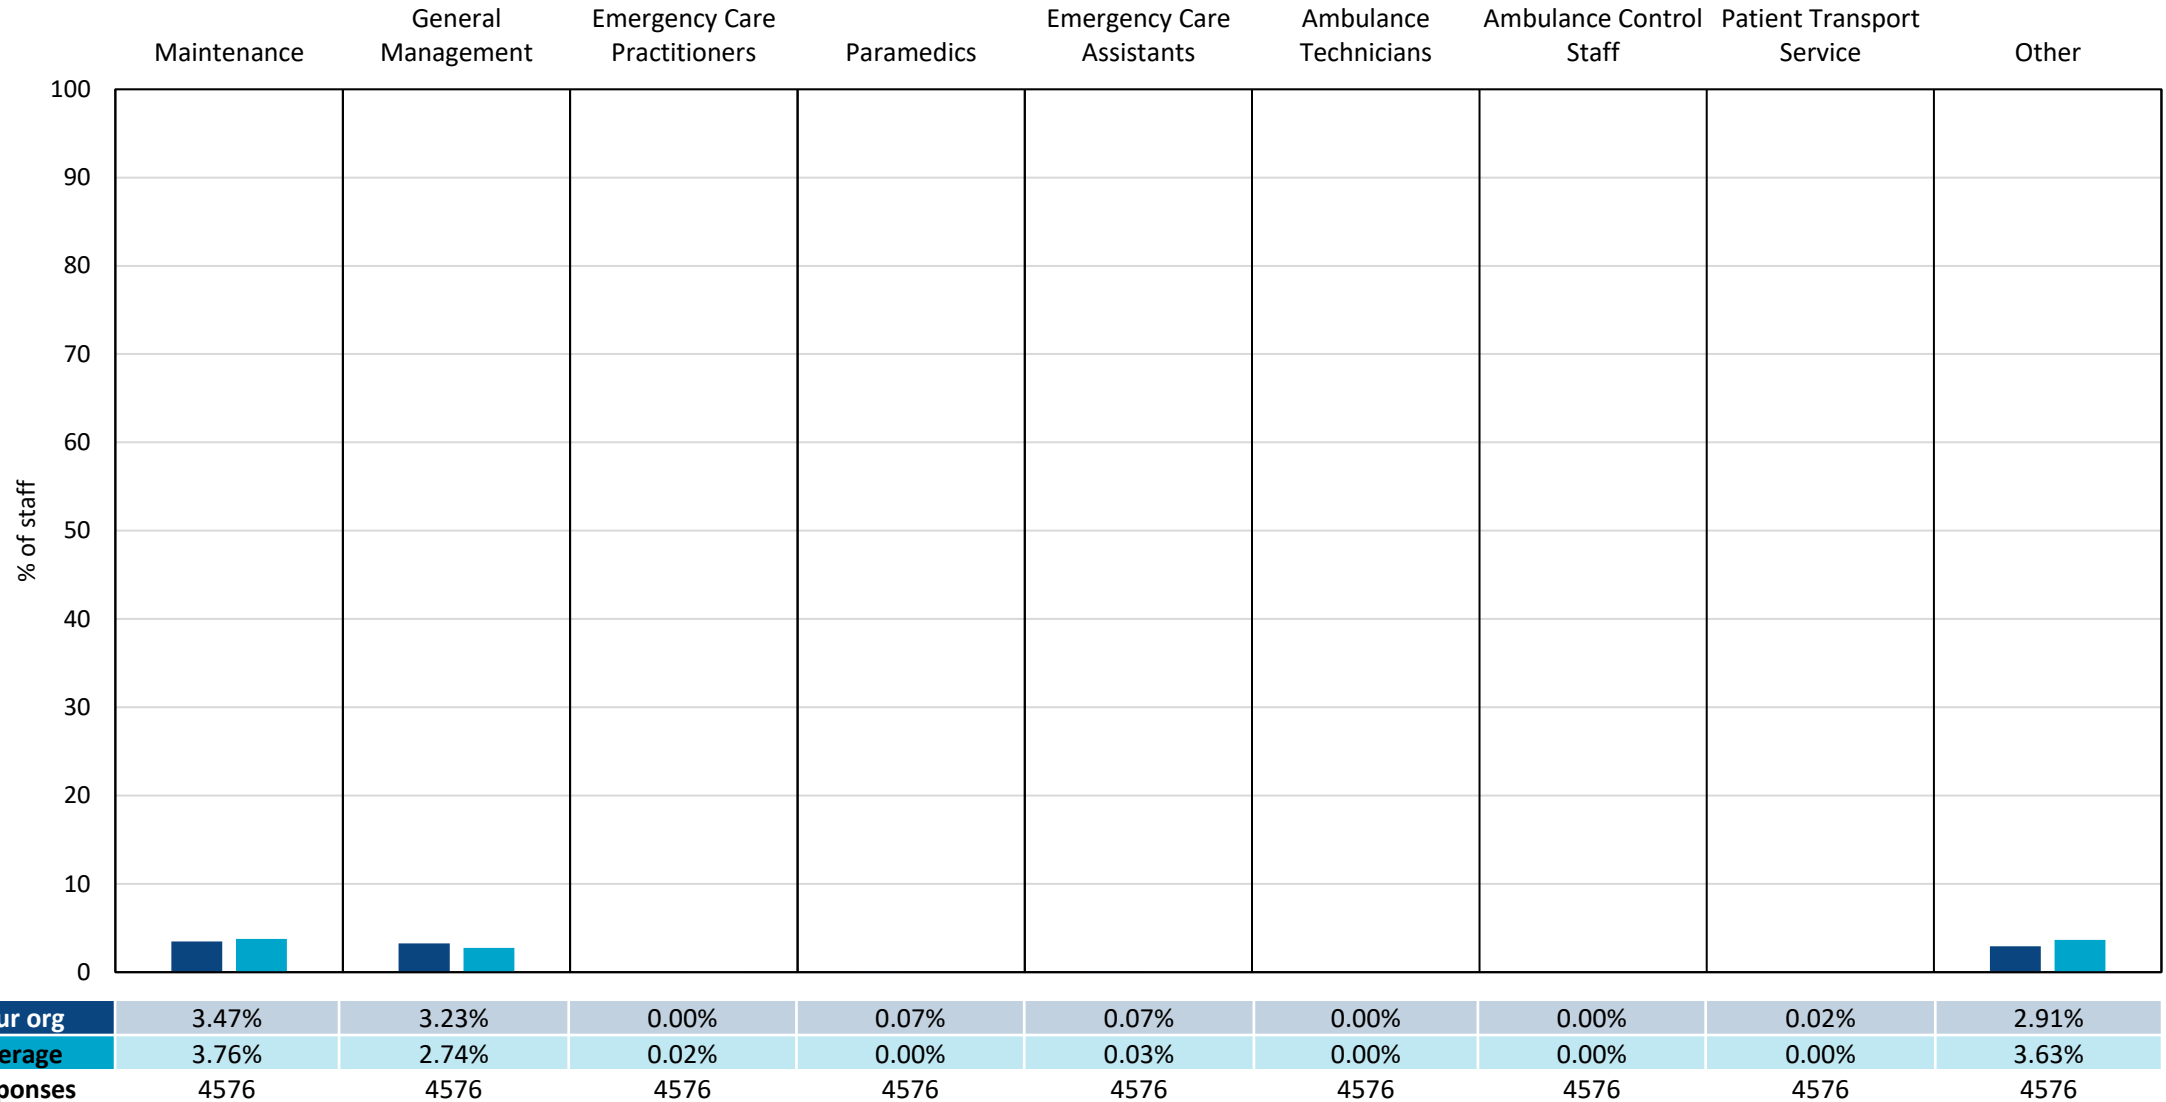 Maintenance
General
Management
Emergency Care
Practitioners
Paramedics
Emergency Care
Assistants
Ambulance
Technicians
Ambulance Control
Staff
Patient Transport
Service
Other
% of staff
100
90
80
70
60
50
40
30
20
10
0
ur org 3.47% 3.23% 0.00% 0.07% 0.07% 0.00% 0.00% 0.02% 2.91%
erage 3.76% 2.74% 0.02% 0.00% 0.03% 0.00% 0.00% 0.00% 3.63%
ponses 4576 4576 4576 4576 4576 4576 4576 4576 4576